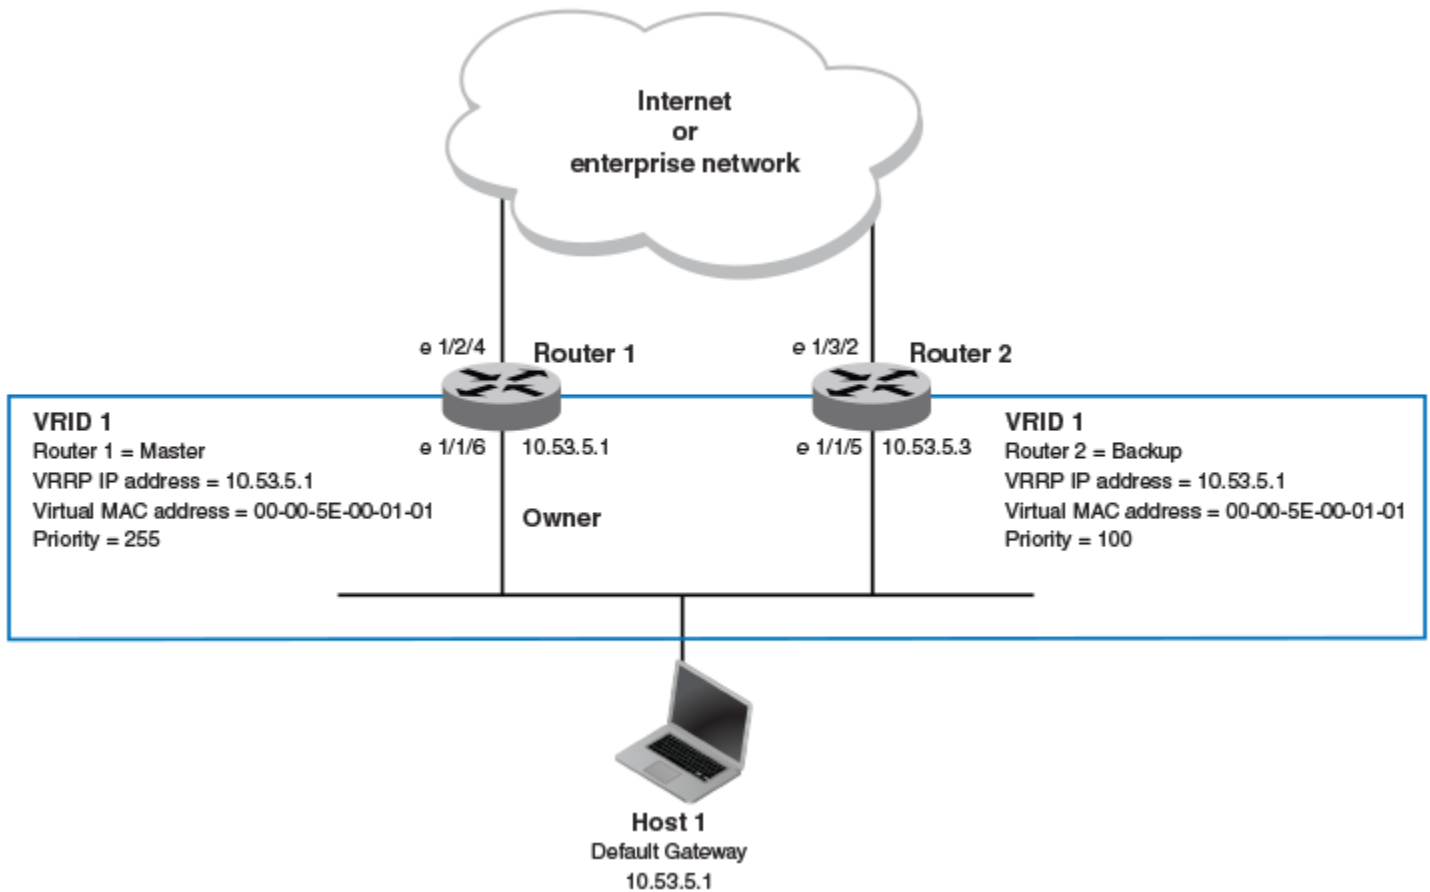 Internet
or
enterprise network
e 1/2/4
Router 1
e 1/3/2
Router 2
VRID 1
Router 1 = Master
VRRP IP address = 10.53.5.1
Virtual MAC address = 00-00-5E-00-01-01
Priority = 255
e 1/1/6
10.53.5.1
Owner
e 1/1/5
10.53.5.3
VRID 1
Router 2 = Backup
VRRP IP address = 10.53.5.1
Virtual MAC address = 00-00-5E-00-01-01
Priority = 100
Host 1
Default Gateway
10.53.5.1